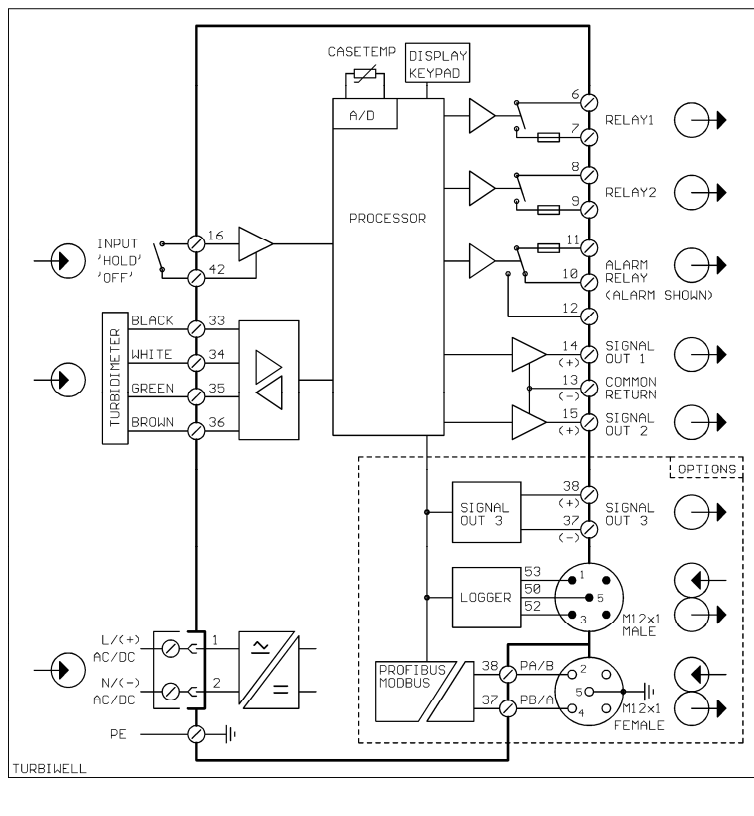 CASETEMP
DISPLAY
KEYPAD
A/D
PROCESSOR
6
7
RELAY1
8
9
RELAY2
INPUT
'HOLD'
'OFF'
16
42
11
10
12
ALARM
RELAY
(ALARM SHOWN)
TURBIDIMETER
BLACK
33
WHITE
34
GREEN
35
BROWN
36
14
(+)
SIGNAL
OUT 1
13
(-)
COMMON
RETURN
15
(+)
SIGNAL
OUT 2
OPTIONS
SIGNAL
OUT 3
38
(+)
37
(-)
SIGNAL
OUT 3
LOGGER
53
50
52
1
5
3
M12x1
MALE
L/(+)
AC/DC
1
N/(-)
AC/DC
2
PE
PROFIBUS
MODBUS
38
PA/B
37
PB/A
2
5
4
M12x1
FEMALE
TURBIWELL